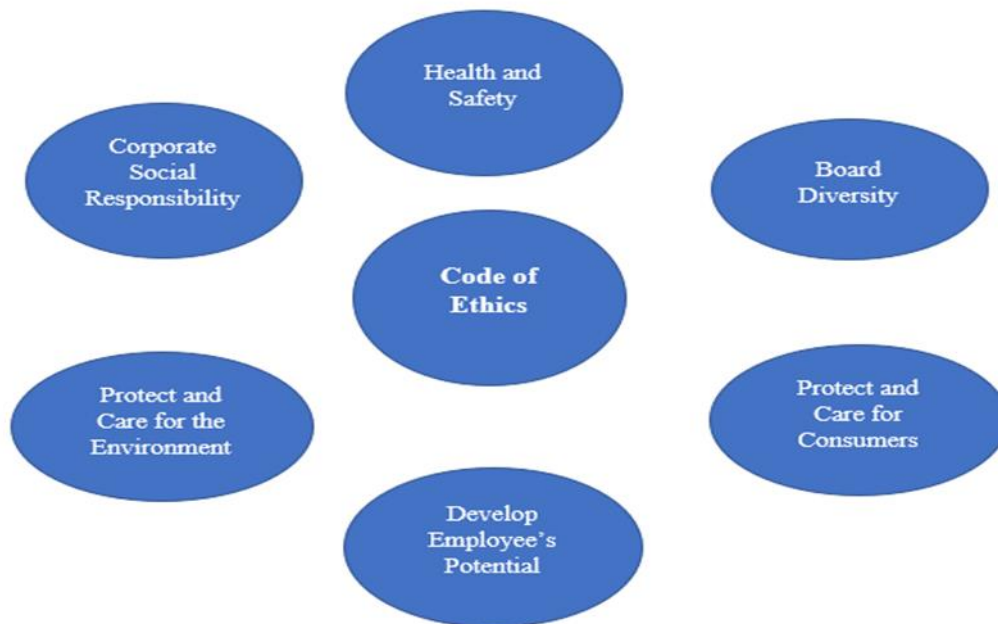 Health and
Safety
Corporate
Social
Responsibility
Board
Diversity
Code of
Ethics
Protect and
Care for the
Environment
Protect and
Care for
Consumers
Develop
Employee’s
Potential